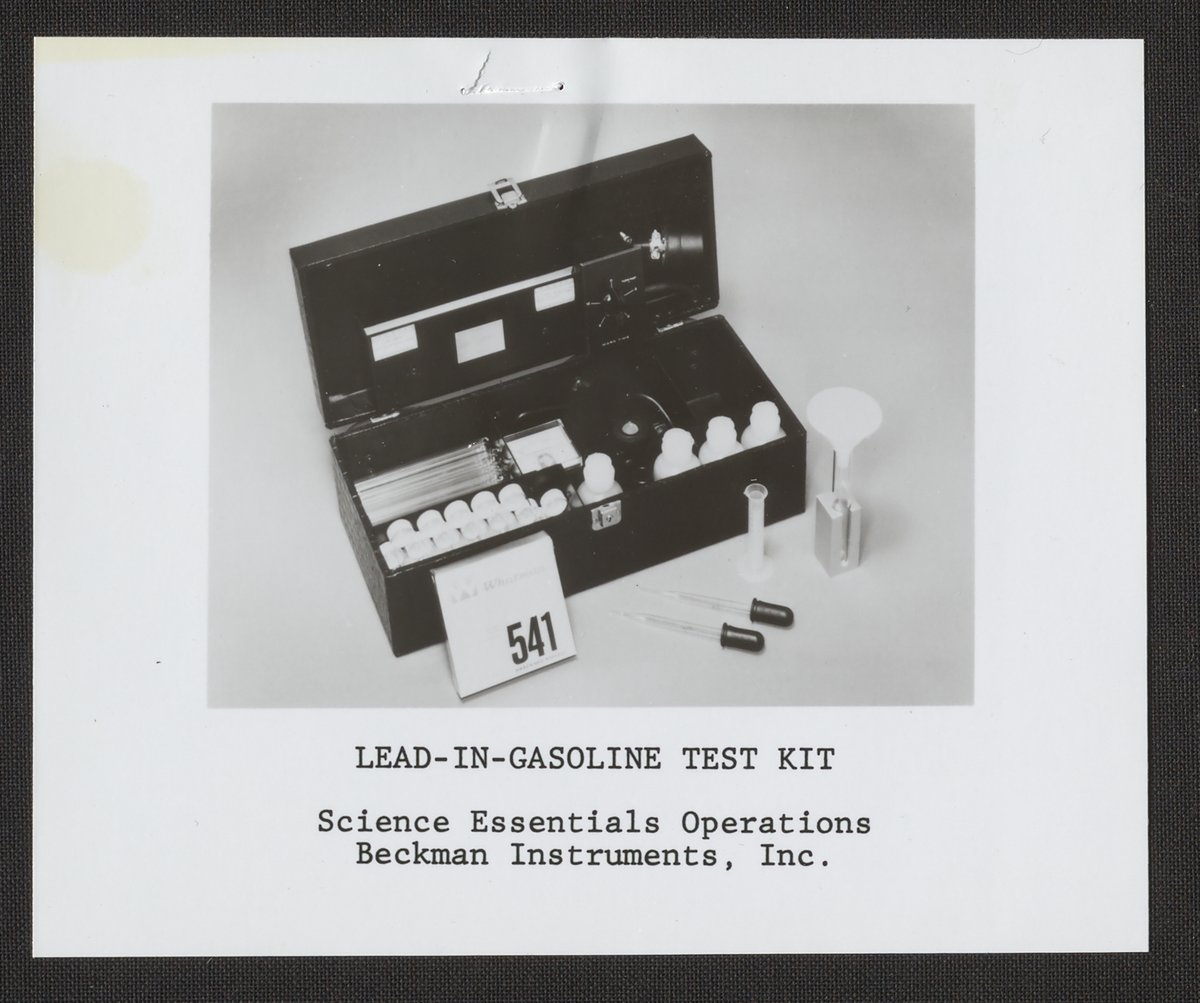 Whatman
541
LEAD-IN-GASOLINE TEST KIT
Science Essentials Operations
Beckman Instruments, Inc.